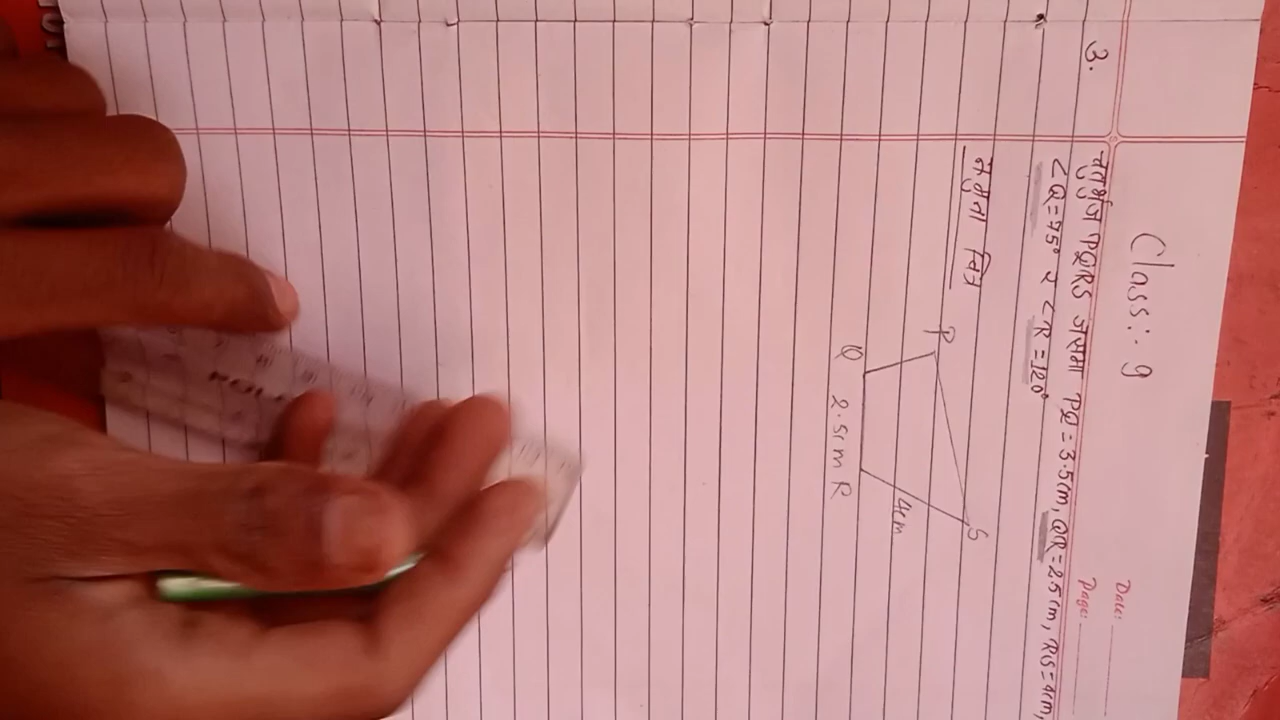 Date:
Page:
Class: 9
3. चतुर्भुज PQRS जसमा PQ = 3.5cm, QR = 2.5cm, RS = 4cm,
<Q = 75° र <R = 120°
नमुना चित्र
P
S
4cm
Q 2.5cm R